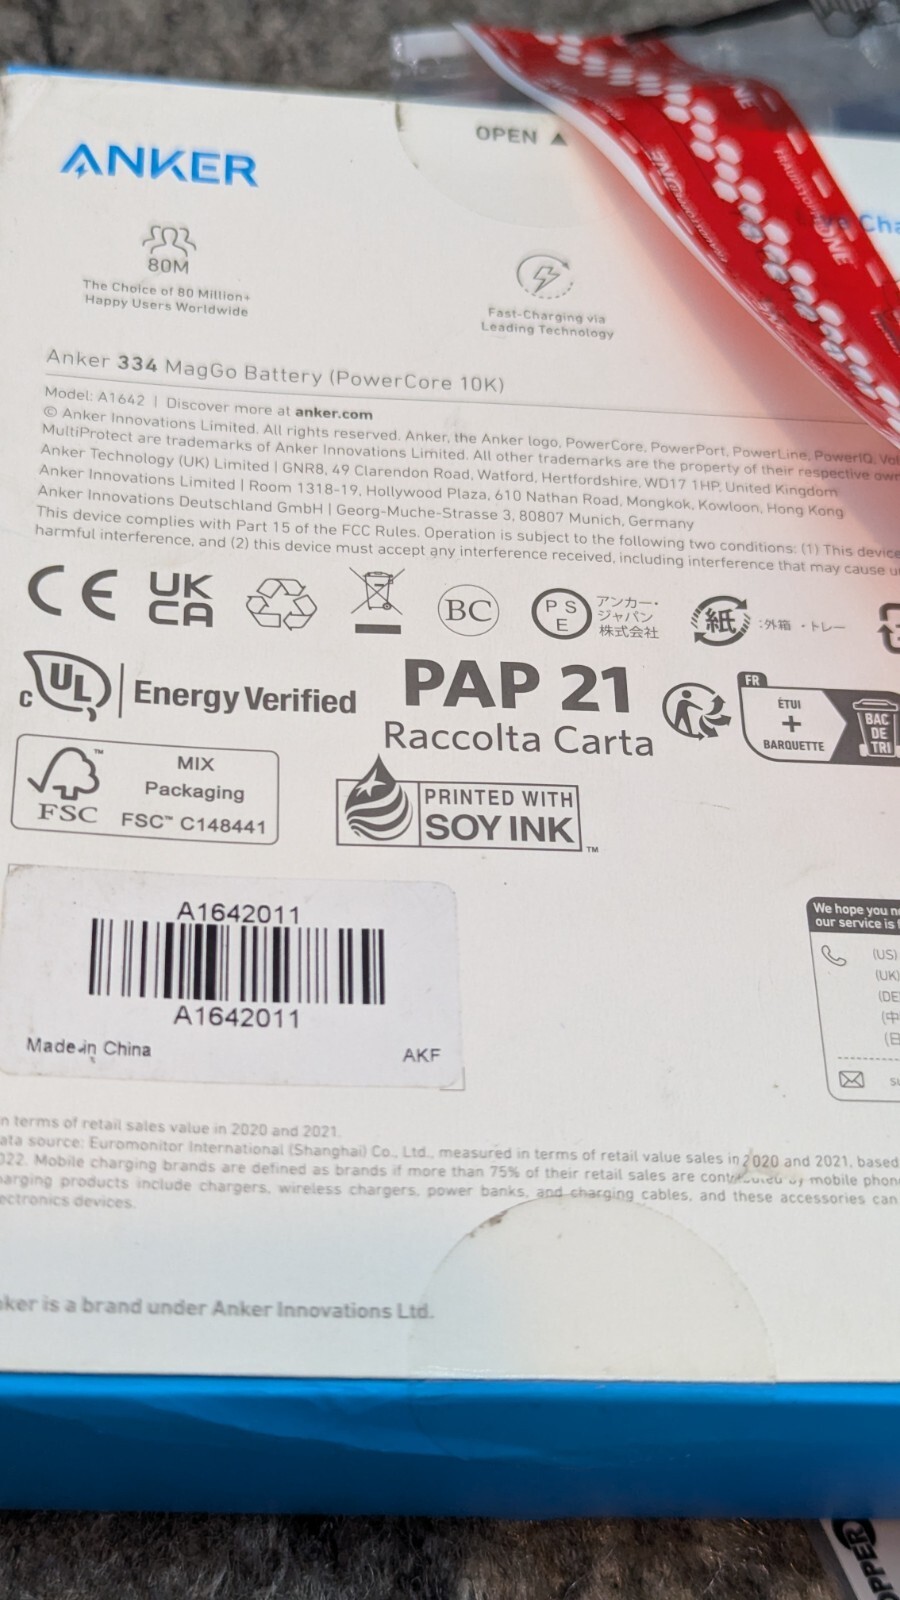 ANKER
OPEN
80M
The Choice of 80 Million+
Happy Users Worldwide
Fast-Charging via
Leading Technology
Anker 334 MagGo Battery (PowerCore 10K)
Model: A1642 | Discover more at anker.com
© Anker Innovations Limited. All rights reserved. Anker, the Anker logo, PowerCore, PowerPort, PowerLine, PowerIQ,
MultiProtect are trademarks of Anker Innovations Limited. All other trademarks are the property of their respective
Anker Technology (UK) Limited | GNR8, 49 Clarendon Road, Watford, Hertfordshire, WD17 1HP, United Kingdom
Anker Innovations Limited | Room 1318-19, Hollywood Plaza, 610 Nathan Road, Mongkok, Kowloon, Hong Kong
Anker Innovations Deutschland GmbH | Georg-Muche-Strasse 3, 80807 Munich, Germany
This device complies with Part 15 of the FCC Rules. Operation is subject to the following two conditions: (1) This device
harmful interference, and (2) this device must accept any interference received, including interference that may cause
CE UK CA BC PSE
アンカー・
ジャパン
株式会社
紙 :外箱・トレー
C UL Energy Verified
PAP 21
Raccolta Carta
FR
ÉTUI
+
BARQUETTE
BAC
DE
TRI
FSC™
MIX
Packaging
FSC™ C148441
PRINTED WITH
SOY INK™
A1642011
A1642011
Made in China
AKF
We hope you
our service is
(US)
(UK)
(DE
(中
(日
n terms of retail sales value in 2020 and 2021.
ata source: Euromonitor International (Shanghai) Co., Ltd., measured in terms of retail value sales in 2020 and 2021, based
022. Mobile charging brands are defined as brands if more than 75% of their retail sales are contributed by mobile
arging products include chargers, wireless chargers, power banks, and charging cables, and these accessories can
ectronics devices.
ker is a brand under Anker Innovations Ltd.